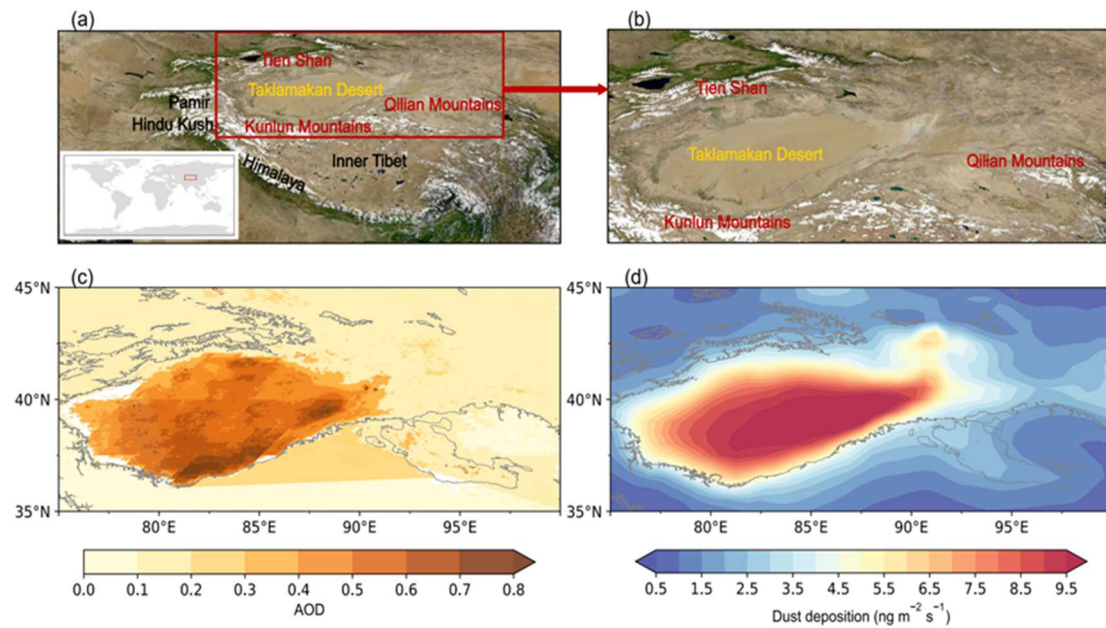 (a)
(b)
Tien Shan
Taklamakan Desert
Pamir
Qilian Mountains
Hindu Kush
Kunlun Mountains
Inner Tibet
Himalaya
Tien Shan
Taklamakan Desert
Qilian Mountains
Kunlun Mountains
(c)
(d)
45°N
40°N
35°N
80°E 85°E 90°E 95°E
45°N
40°N
35°N
80°E 85°E 90°E 95°E
0.0 0.1 0.2 0.3 0.4 0.5 0.6 0.7 0.8
AOD
0.5 1.5 2.5 3.5 4.5 5.5 6.5 7.5 8.5 9.5
Dust deposition (ng m⁻² s⁻¹)